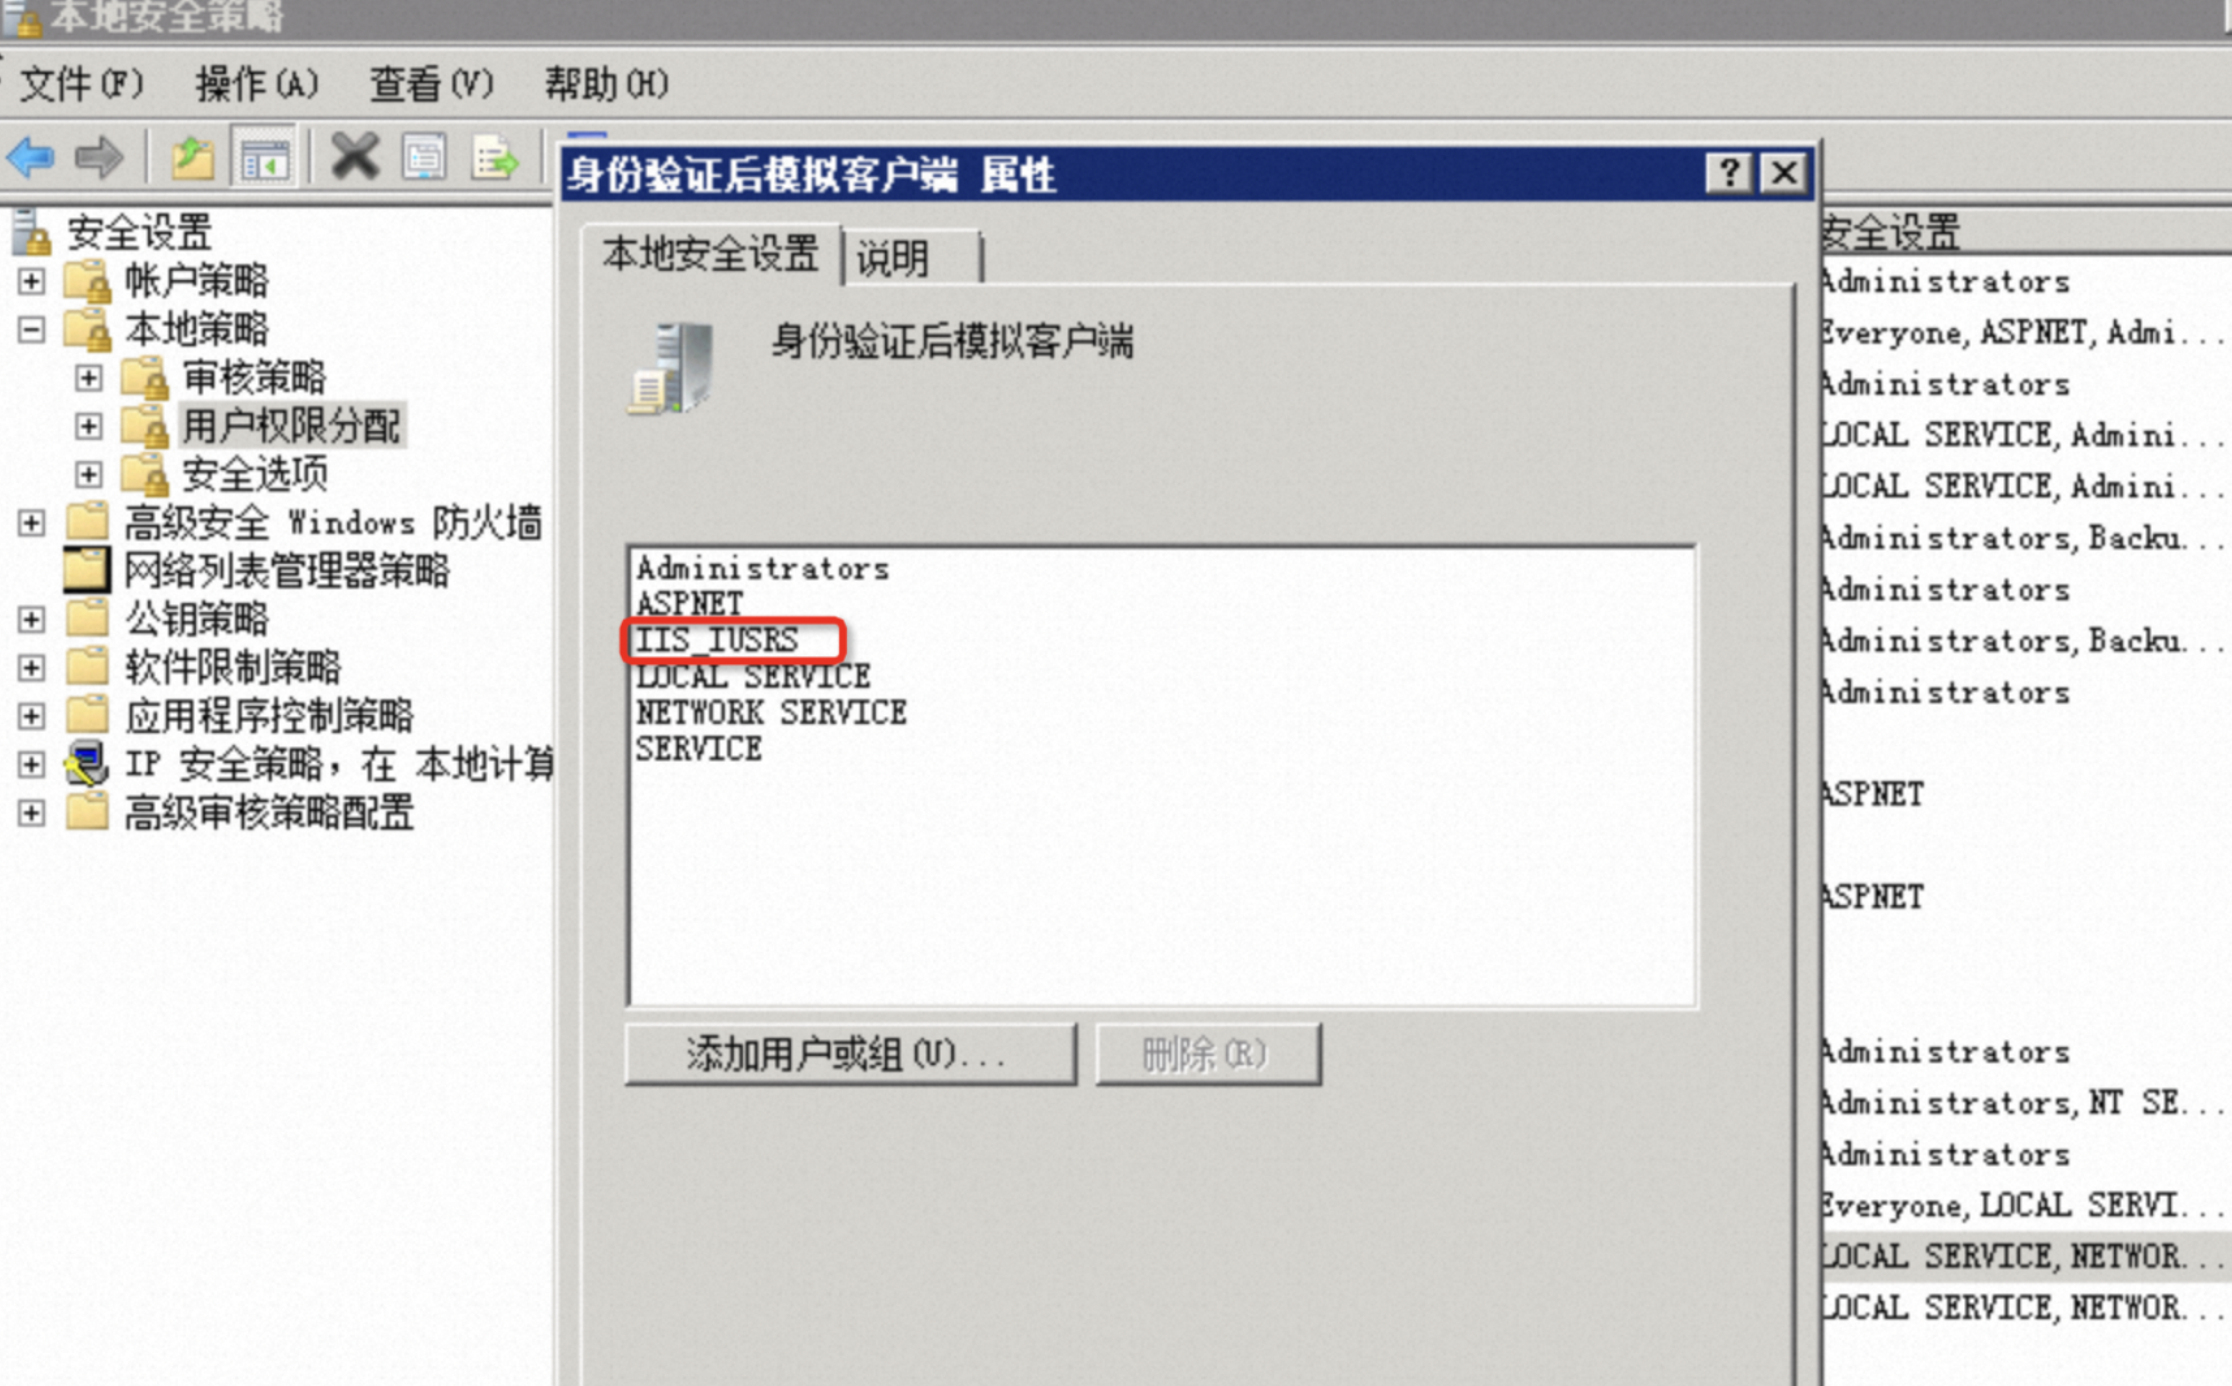 本地安全策略
文件(F) 操作(A) 查看(V) 帮助(H)
安全设置
帐户策略
本地策略
审核策略
用户权限分配
安全选项
高级安全 Windows 防火墙
网络列表管理器策略
公钥策略
软件限制策略
应用程序控制策略
IP 安全策略，在 本地计算
高级审核策略配置
身份验证后模拟客户端 属性
本地安全设置 说明
身份验证后模拟客户端
Administrators
ASPNET
IIS_IUSRS
LOCAL SERVICE
NETWORK SERVICE
SERVICE
添加用户或组(U)... 删除(R)
安全设置
Administrators
Everyone,ASPNET,Admi...
Administrators
LOCAL SERVICE,Admini...
LOCAL SERVICE,Admini...
Administrators,Backu...
Administrators
Administrators,Backu...
Administrators
ASPNET
ASPNET
Administrators
Administrators,NT SE...
Administrators
Everyone,LOCAL SERVI...
LOCAL SERVICE,NETWOR...
LOCAL SERVICE,NETWOR...